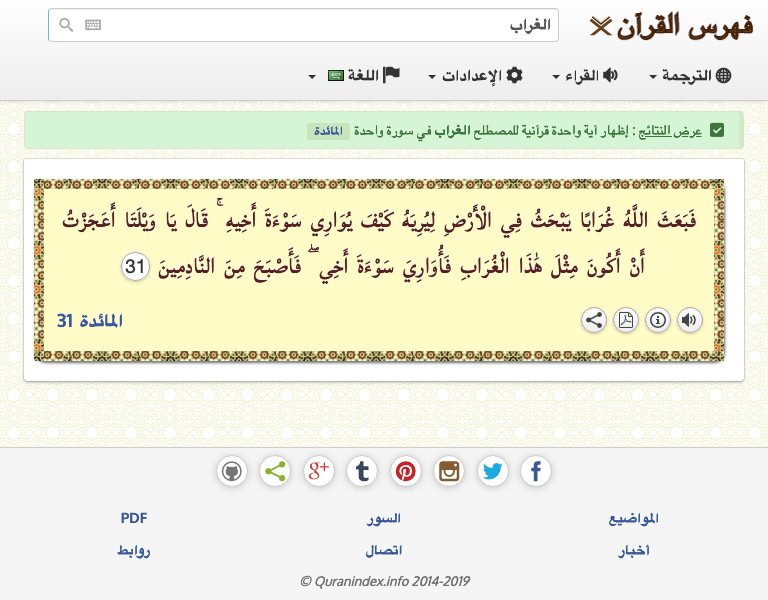 فهرس القرآن
الغراب
الترجمة
القراء
الإعدادات
اللغة
عرض النتائج : إظهار آية واحدة قرآنية للمصطلح الغراب في سورة واحدة المائدة
فَبَعَثَ اللَّهُ غُرَابًا يَبْحَثُ فِي الْأَرْضِ لِيُرِيَهُ كَيْفَ يُوَارِي سَوْءَةَ أَخِيهِ ۚ قَالَ يَا وَيْلَتَا أَعَجَزْتُ
أَنْ أَكُونَ مِثْلَ هَٰذَا الْغُرَابِ فَأُوَارِيَ سَوْءَةَ أَخِي ۖ فَأَصْبَحَ مِنَ النَّادِمِينَ 31
المائدة 31
المواضيع
السور
PDF
أخبار
اتصال
روابط
© Quranindex.info 2014-2019